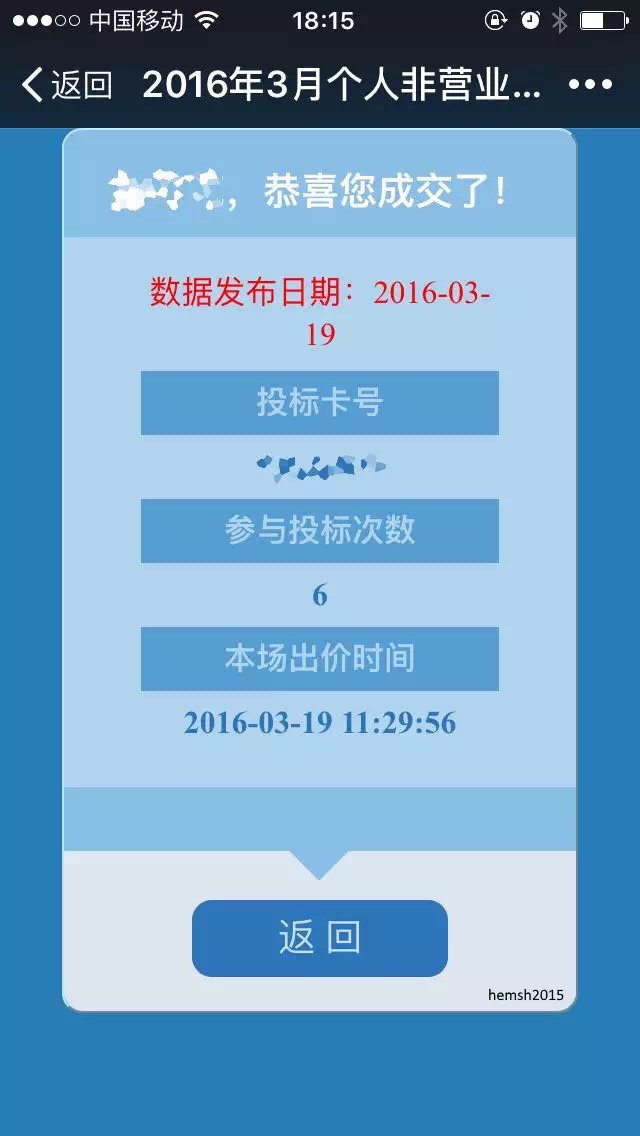 中国移动 18:15
返回 2016年3月个人非营业...
，恭喜您成交了！
数据发布日期：2016-03-
19
投标卡号
参与投标次数
6
本场出价时间
2016-03-19 11:29:56
返 回
hemsh2015